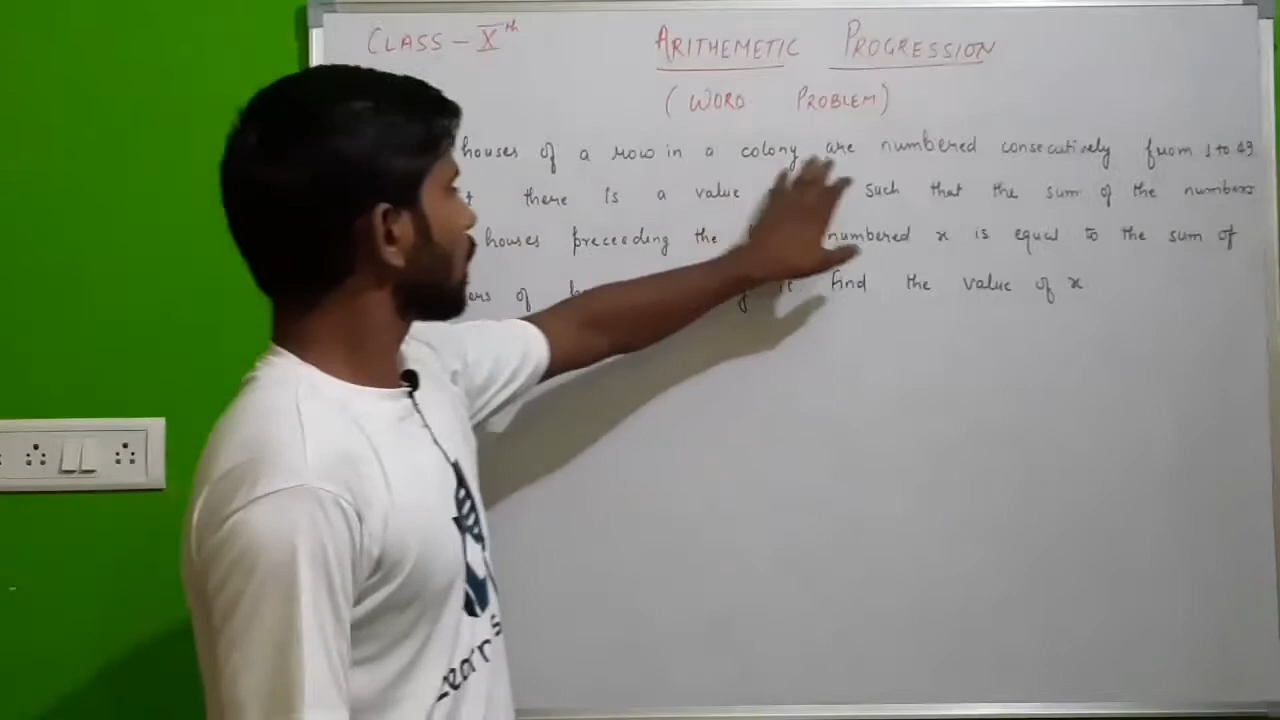 CLASS - Xth
ARITHEMETIC PROGRESSION
(WORD PROBLEM)
houses of a row in a colony are numbered consecutively from 1 to 49
there is a value such that the sum of the numbers
houses preceeding the numbered x is equal to the sum of
of find the value of x
Learn